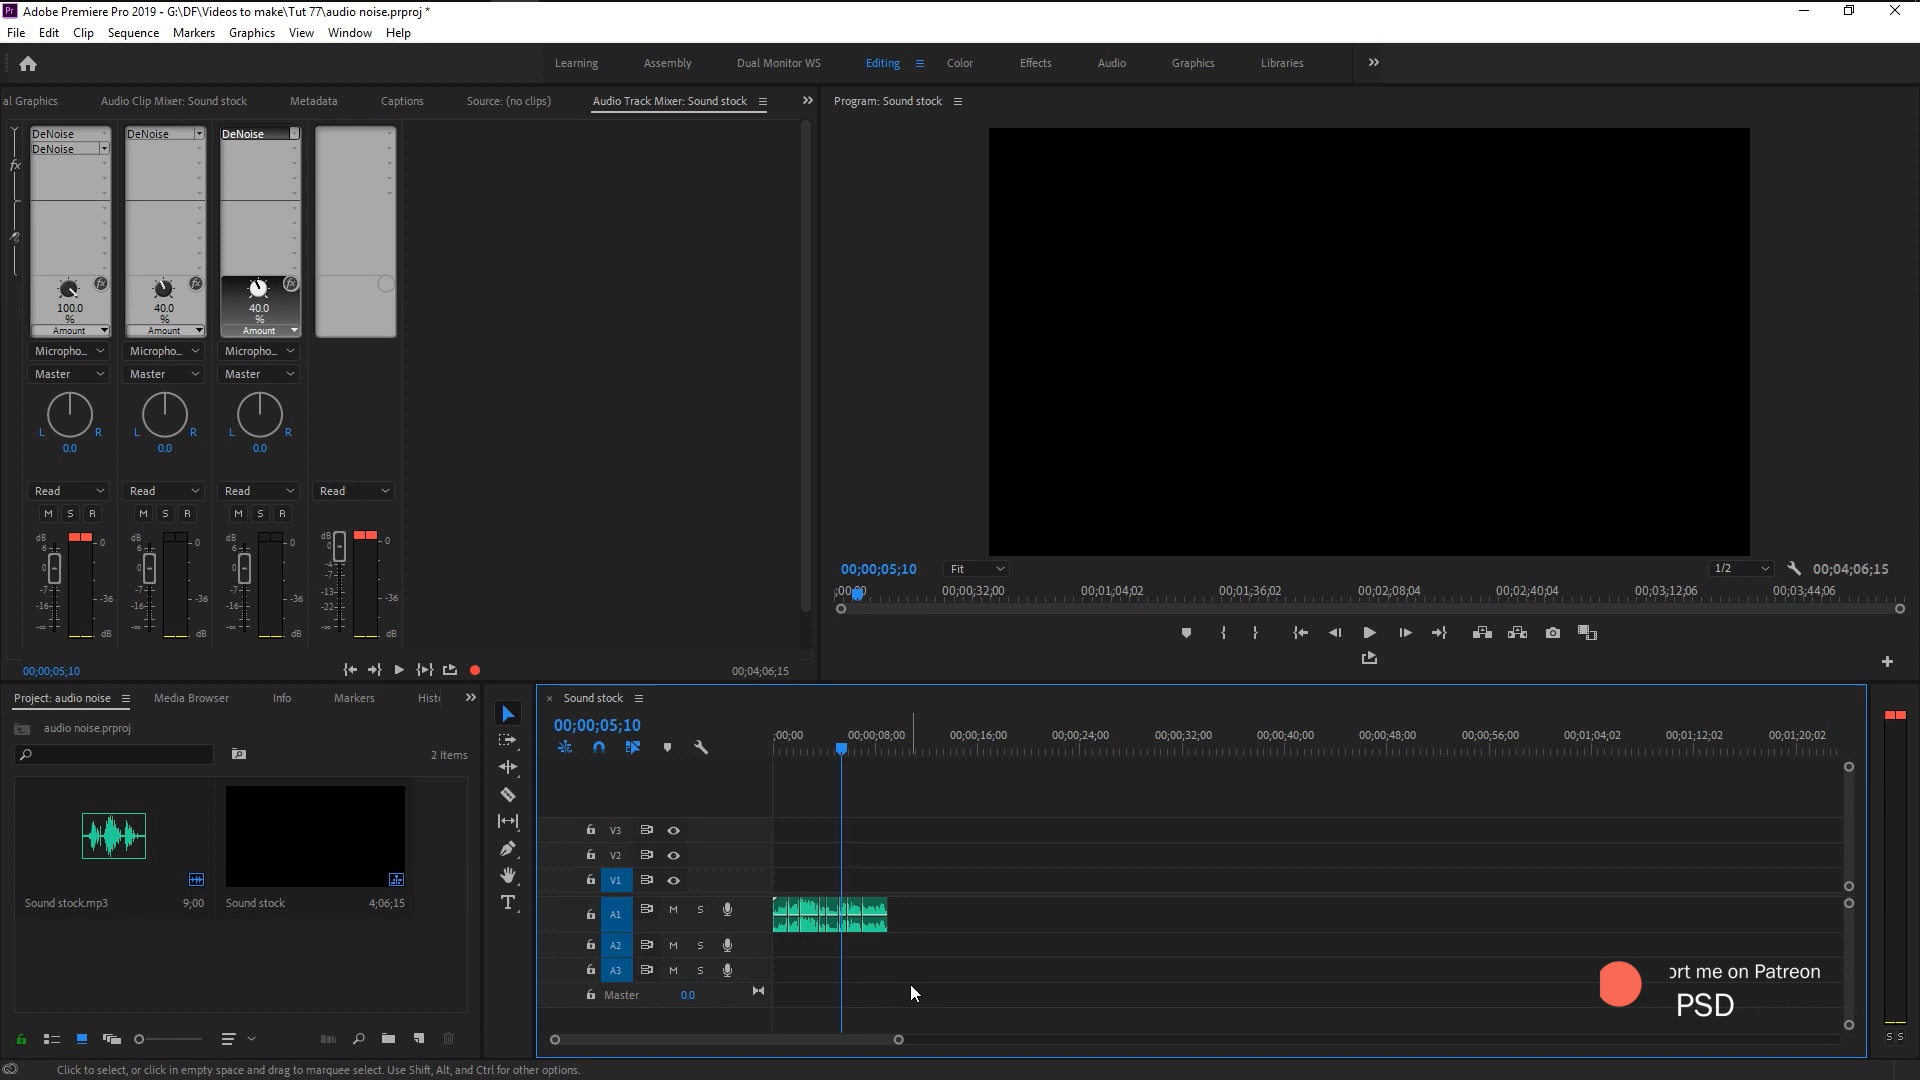 Adobe Premiere Pro 2019 - G:\DF\Videos to make\Tut 77\audio noise.prproj *
File Edit Clip Sequence Markers Graphics View Window Help
Learning Assembly Dual Monitor WS Editing Color Effects Audio Graphics Libraries
al Graphics Audio Clip Mixer: Sound stock Metadata Captions Source: (no clips) Audio Track Mixer: Sound stock
Program: Sound stock
DeNoise DeNoise DeNoise
DeNoise
fx
fx fx fx
100.0 40.0 40.0
% % %
Amount Amount Amount
Micropho... Micropho... Micropho...
Master Master Master
L R L R L R
0.0 0.0 0.0
Read Read Read Read
M S R M S R M S R
dB 6 0 -7 -16 -∞ 0 -36 dB
dB 6 0 -7 -16 -∞ 0 -36 dB
dB 6 0 -7 -16 -∞ 0 -36 dB
dB 0 -4 -7 -13 -22 -∞ 0 -36 dB
00;00;05;10 00;04;06;15
00;00;05;10 Fit 1/2 00;04;06;15
;00;00 00;00;32;00 00;01;04;02 00;01;36;02 00;02;08;04 00;02;40;04 00;03;12;06 00;03;44;06
Project: audio noise Media Browser Info Markers Hist
audio noise.prproj
2 Items
Sound stock.mp3 9;00 Sound stock 4;06;15
Sound stock
00;00;05;10
;00;00 00;00;08;00 00;00;16;00 00;00;24;00 00;00;32;00 00;00;40;00 00;00;48;00 00;00;56;00 00;01;04;02 00;01;12;02 00;01;20;02
V3
V2
V1
A1 M S
A2 M S
A3 M S
Master 0.0
ort me on Patreon
PSD
S S
Click to select, or click in empty space and drag to marquee select. Use Shift, Alt, and Ctrl for other options.